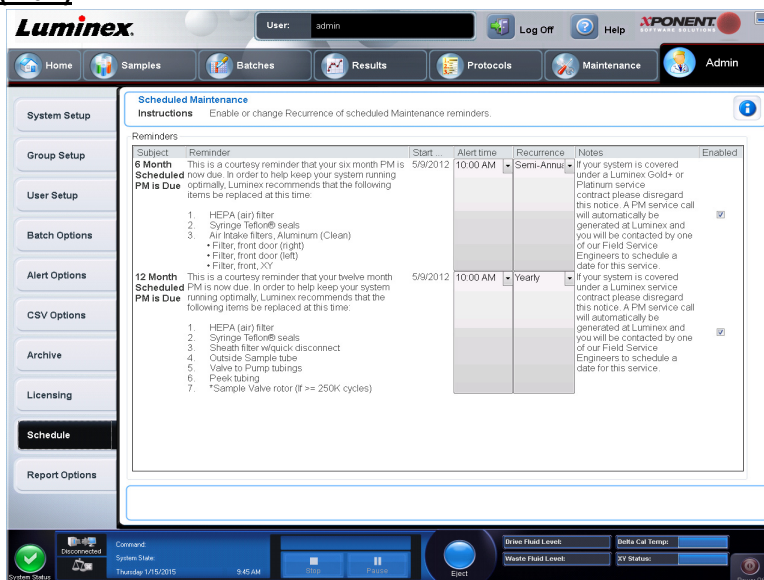 Luminex.
User: admin
Log Off
Help
XPONENT.
SOFTWARE SOLUTIONS
Home
Samples
Batches
Results
Protocols
Maintenance
Admin
System Setup
Group Setup
User Setup
Batch Options
Alert Options
CSV Options
Archive
Licensing
Schedule
Report Options
Scheduled Maintenance
Instructions Enable or change Recurrence of scheduled Maintenance reminders.
Reminders
Subject Reminder Start ... Alert time Recurrence Notes Enabled
6 Month
Scheduled
PM is Due
This is a courtesy reminder that your six month PM is
now due. In order to help keep your system running
optimally, Luminex recommends that the following
items be replaced at this time:
1. HEPA (air) filter
2. Syringe Teflon® seals
3. Air Intake filters, Aluminum (Clean)
• Filter, front door (right)
• Filter, front door (left)
• Filter, front, XY
5/9/2012
10:00 AM
Semi-Annua
If your system is covered
under a Luminex Gold+ or
Platinum service
contract please disregard
this notice. A PM service call
will automatically be
generated at Luminex and
you will be contacted by one
of our Field Service
Engineers to schedule a
date for this service.
12 Month
Scheduled
PM is Due
This is a courtesy reminder that your twelve month
PM is now due. In order to help keep your system
running optimally, Luminex recommends that the
following items be replaced at this time:
1. HEPA (air) filter
2. Syringe Teflon® seals
3. Sheath filter w/quick disconnect
4. Outside Sample tube
5. Valve to Pump tubings
6. Peek tubing
7. *Sample Valve rotor (If >= 250K cycles)
5/9/2012
10:00 AM
Yearly
If your system is covered
under a Luminex service
contract please disregard
this notice. A PM service call
will automatically be
generated at Luminex and
you will be contacted by one
of our Field Service
Engineers to schedule a
date for this service.
System Status
Disconnected
Command:
System State:
Thursday 1/15/2015 9:45 AM
Stop
Pause
Eject
Drive Fluid Level:
Waste Fluid Level:
Delta Cal Temp:
XY Status: